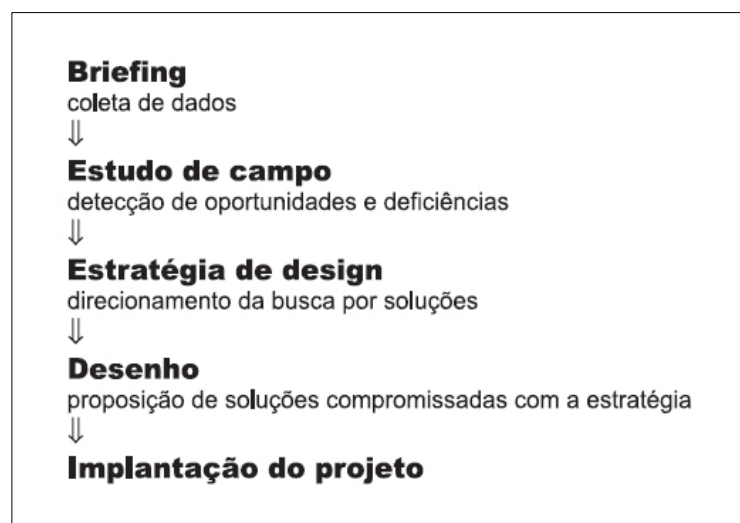 Briefing
coleta de dados
⇓
Estudo de campo
detecção de oportunidades e deficiências
⇓
Estratégia de design
direcionamento da busca por soluções
⇓
Desenho
proposição de soluções compromissadas com a estratégia
⇓
Implantação do projeto